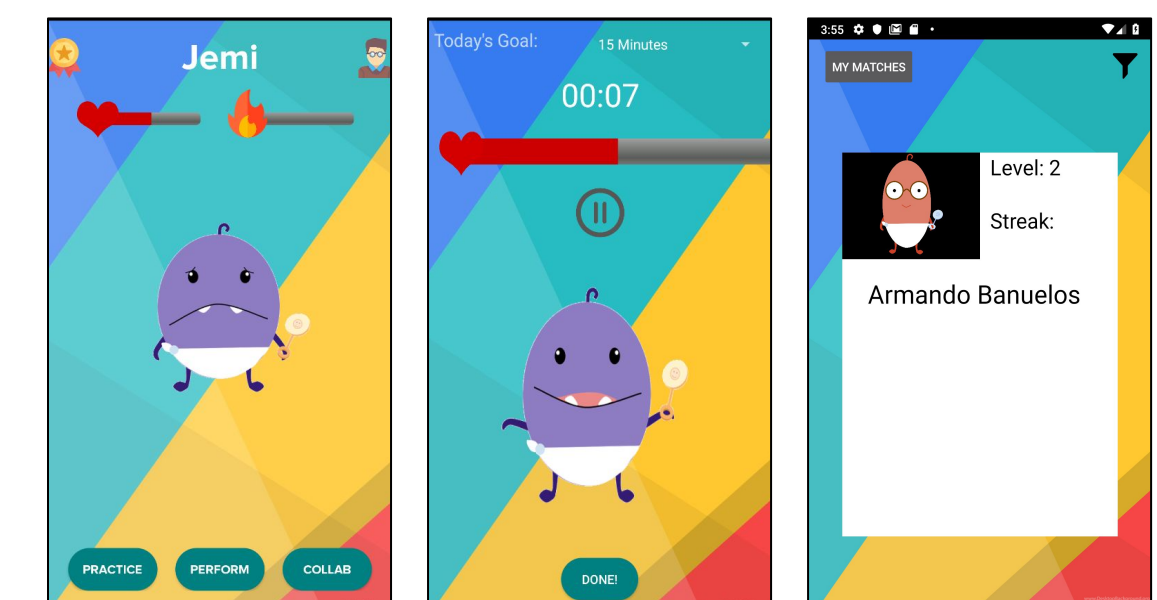 Jemi
PRACTICE
PERFORM
COLLAB
Today's Goal:
15 Minutes
00:07
DONE!
3:55
MY MATCHES
Level: 2
Streak:
Armando Banuelos